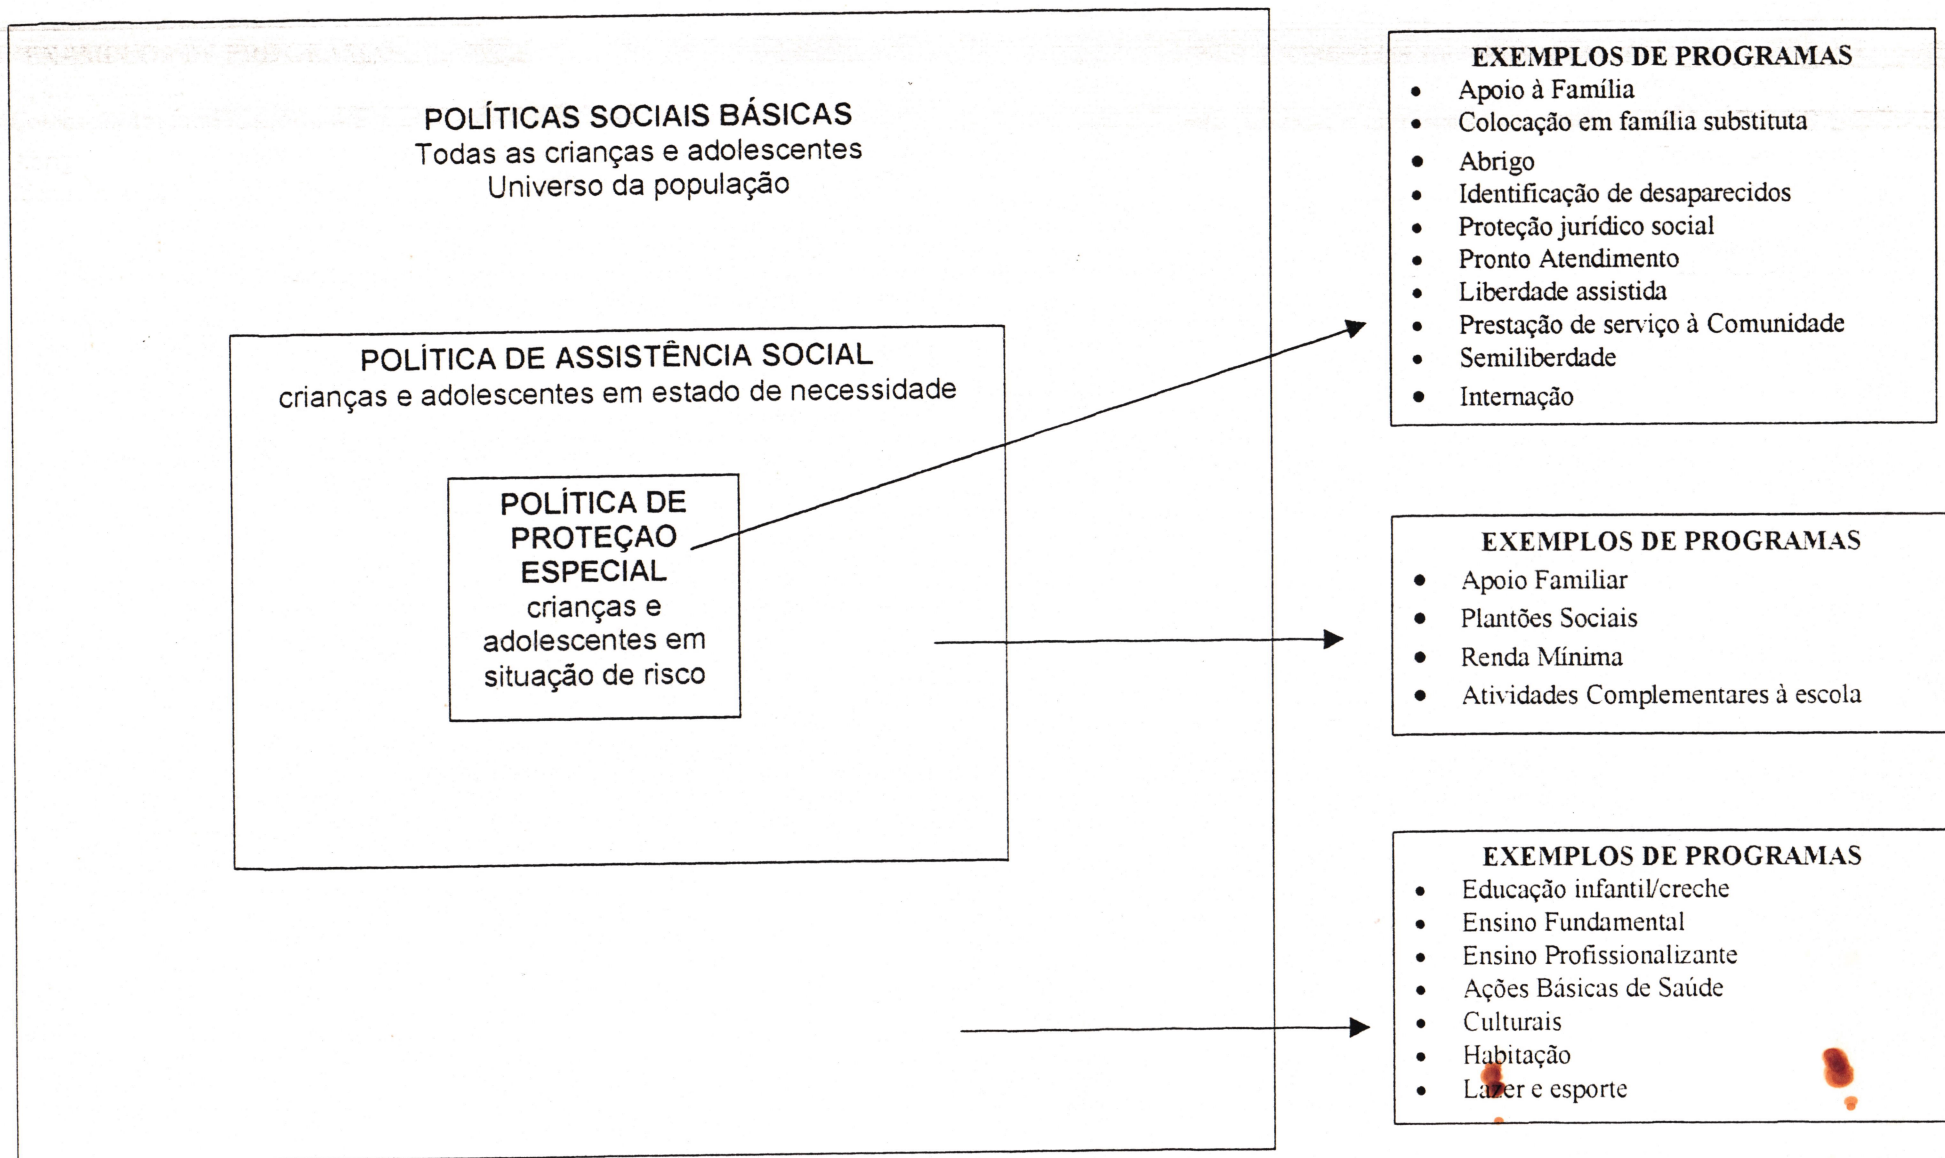 POLÍTICAS SOCIAIS BÁSICAS
Todas as crianças e adolescentes
Universo da população
POLÍTICA DE ASSISTÊNCIA SOCIAL
crianças e adolescentes em estado de necessidade
POLÍTICA DE
PROTEÇAO
ESPECIAL
crianças e
adolescentes em
situação de risco
EXEMPLOS DE PROGRAMAS
• Apoio à Família
• Colocação em família substituta
• Abrigo
• Identificação de desaparecidos
• Proteção jurídico social
• Pronto Atendimento
• Liberdade assistida
• Prestação de serviço à Comunidade
• Semiliberdade
• Internação
EXEMPLOS DE PROGRAMAS
• Apoio Familiar
• Plantões Sociais
• Renda Mínima
• Atividades Complementares à escola
EXEMPLOS DE PROGRAMAS
• Educação infantil/creche
• Ensino Fundamental
• Ensino Profissionalizante
• Ações Básicas de Saúde
• Culturais
• Habitação
• Lazer e esporte